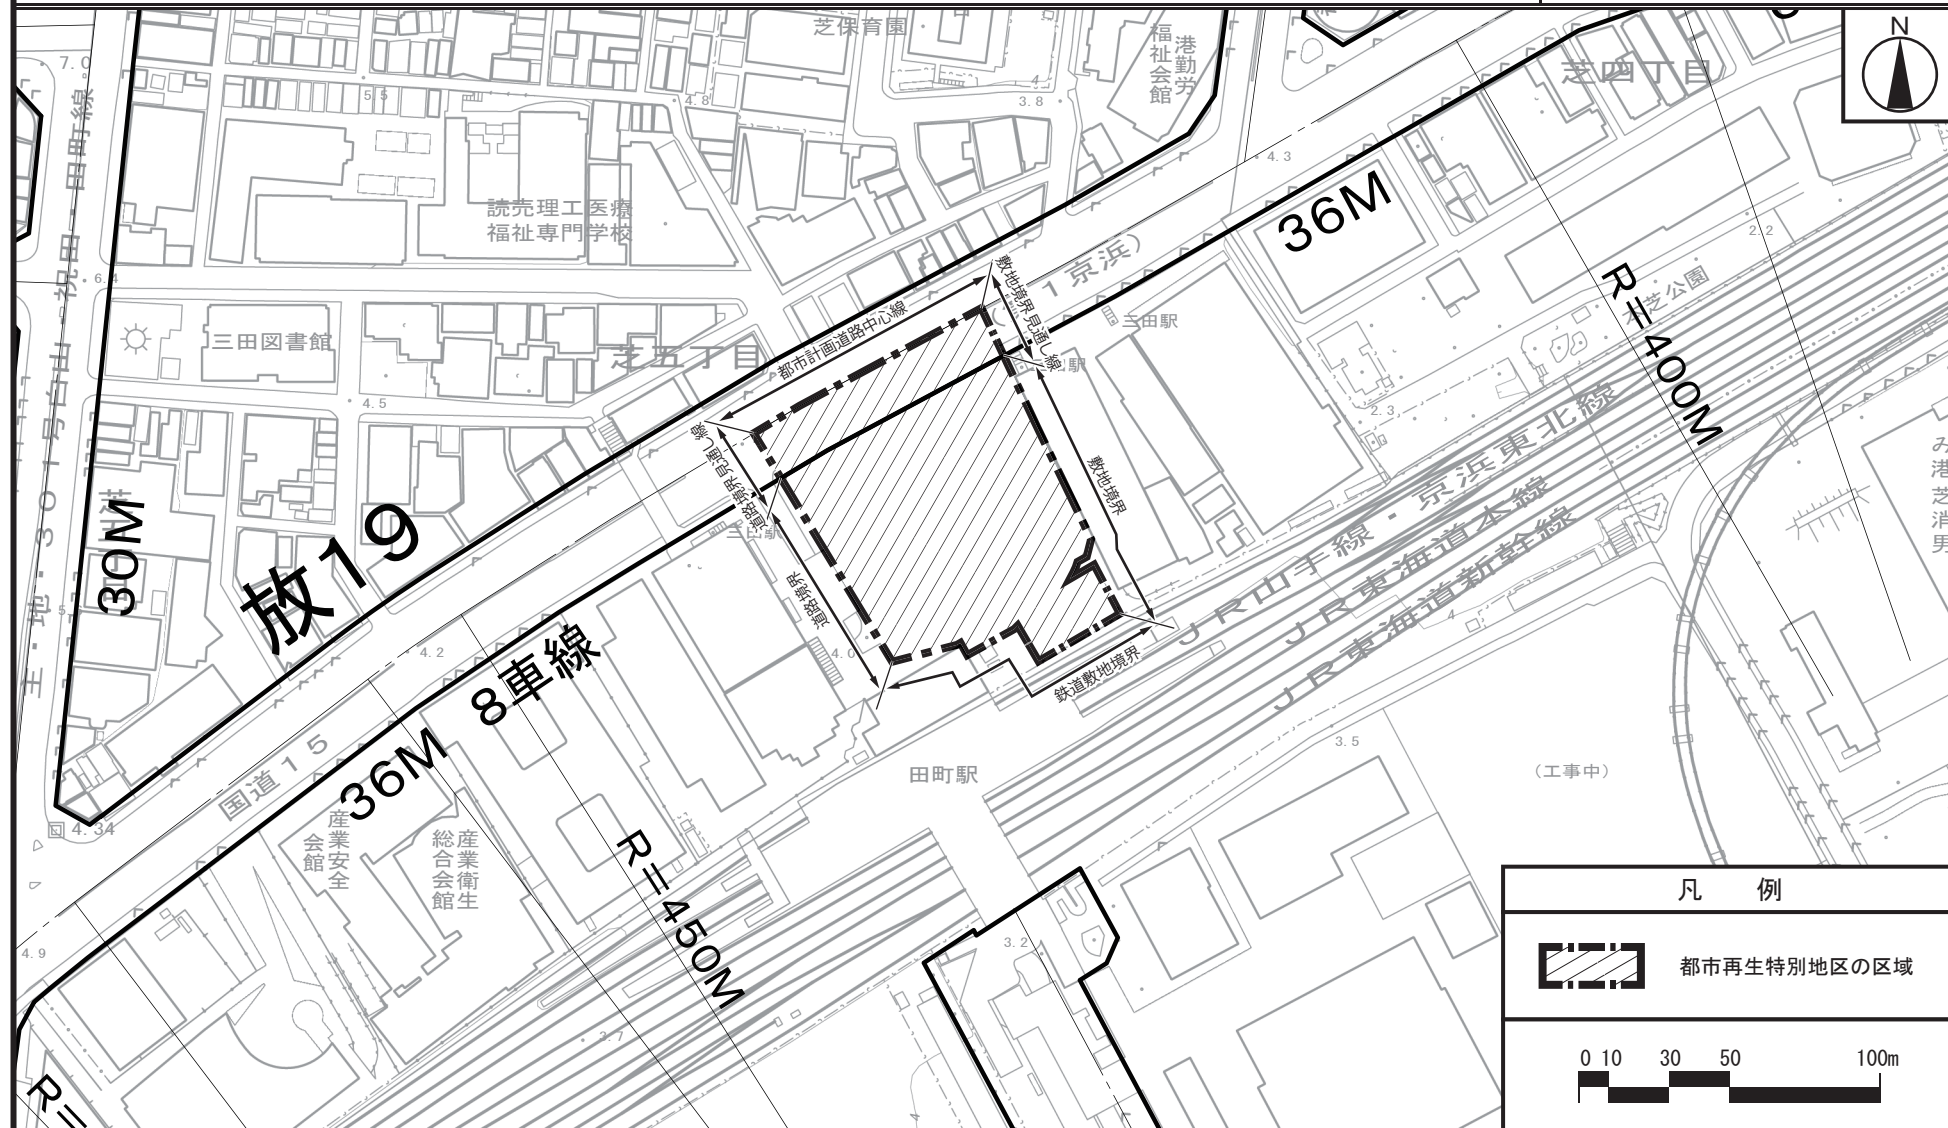 芝保育園
港勤労
福祉会館
芝四丁目
N
7.0
5.5
4.8
4
3.8
4.3
読売理工医療
福祉専門学校
36M
2.2
6.4
1京浜)
敷地境界見通し線
都市計画道路中心線
三田駅
本芝公園
R=400M
三田図書館
芝五丁目
4.5
2.3
道路境界見通し線
敷地境界
三田駅
30M
放19
道路境界
JR山手線・京浜東北線
JR東海道本線
JR東海道新幹線
4
4.2
4.0
8車線
鉄道敷地境界
国道15
36M
3.5
田町駅
(工事中)
4.34
産業安全
会館
産業衛生
総合会館
R=450M
4.9
3.2
3.7
R=
凡 例
都市再生特別地区の区域
0 10 30 50 100m